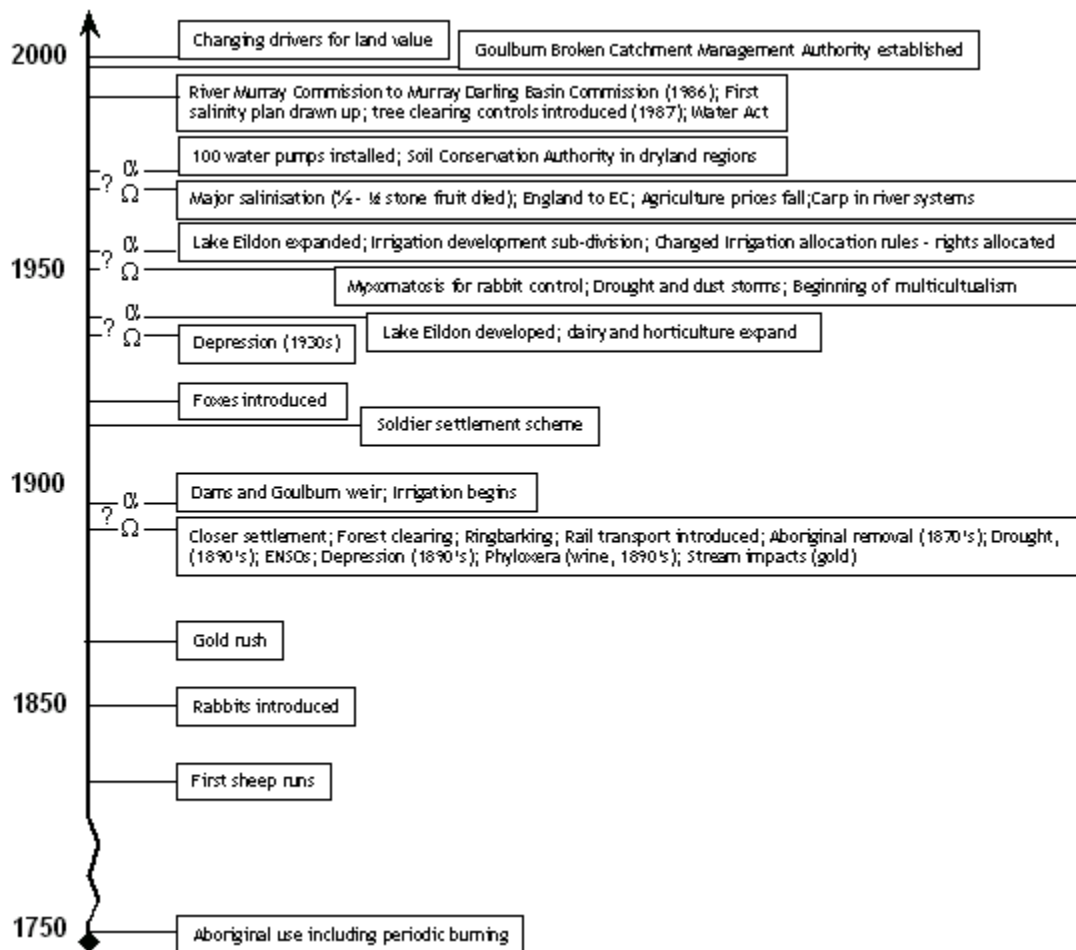 2000
Changing drivers for land value
Goulburn Broken Catchment Management Authority established
River Murray Commission to Murray Darling Basin Commission (1986); First
salinity plan drawn up; tree clearing controls introduced (1987); Water Act
100 water pumps installed; Soil Conservation Authority in dryland regions
α
? Ω
Major salinisation (½ - ⅓ stone fruit died); England to EC; Agriculture prices fall;Carp in river systems
Lake Eildon expanded; Irrigation development sub-division; Changed Irrigation allocation rules - rights allocated
α
? Ω
1950
Myxomatosis for rabbit control; Drought and dust storms; Beginning of multicultualism
α
? Ω
Lake Eildon developed; dairy and horticulture expand
Depression (1930s)
Foxes introduced
Soldier settlement scheme
1900
Dams and Goulburn weir; Irrigation begins
α
? Ω
Closer settlement; Forest clearing; Ringbarking; Rail transport introduced; Aboriginal removal (1870's); Drought,
(1890's); ENSOs; Depression (1890's); Phyloxera (wine, 1890'S); Stream impacts (gold)
Gold rush
1850
Rabbits introduced
First sheep runs
1750
Aboriginal use including periodic burning